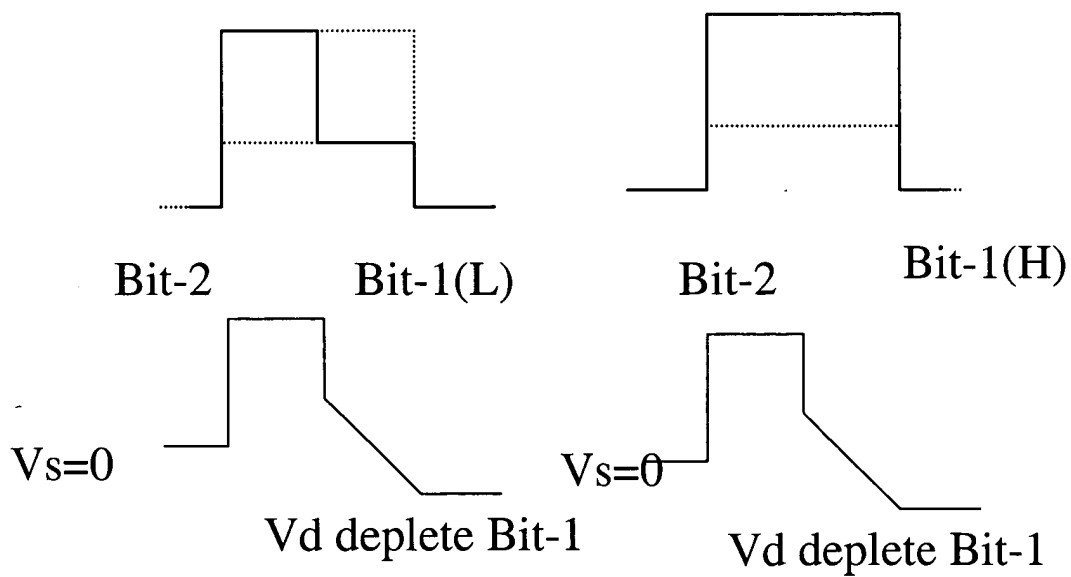 Bit-2
Bit-1(L)
Bit-2
Bit-1(H)
Vs=0
Vd deplete Bit-1
Vs=0
Vd deplete Bit-1